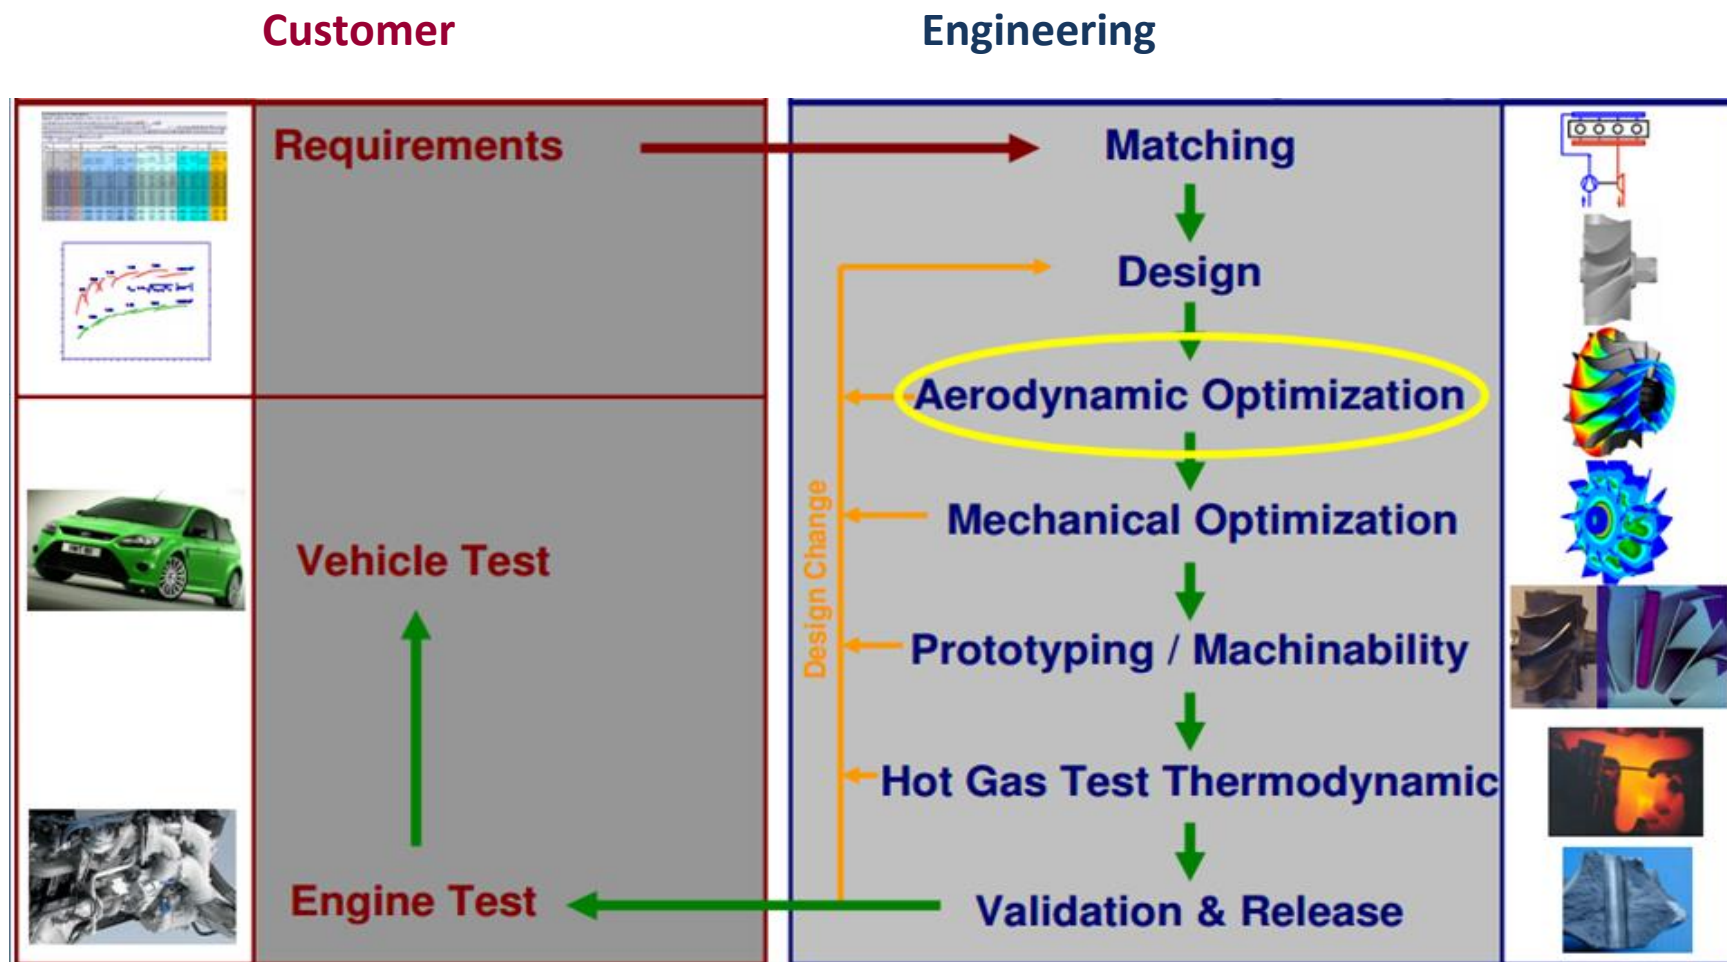 Customer
Engineering
Requirements
Matching
Design
Aerodynamic Optimization
Mechanical Optimization
Design Change
Vehicle Test
Prototyping / Machinability
Hot Gas Test Thermodynamic
Engine Test
Validation & Release